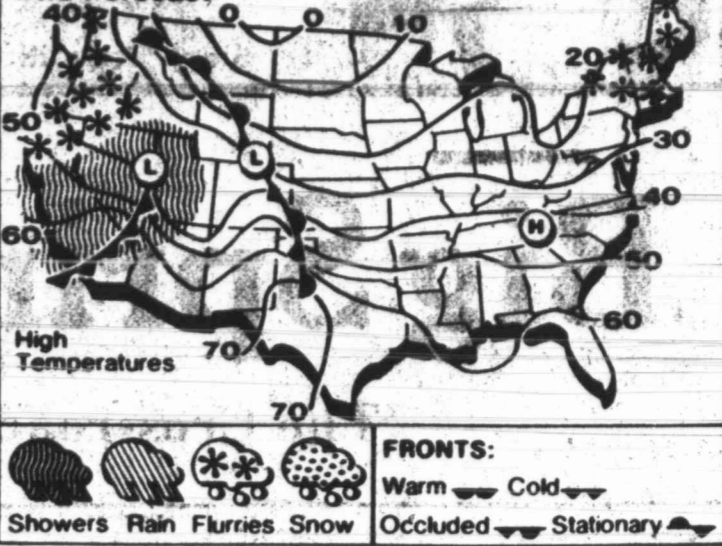 40
0
0
10
20
50
L
L
30
40
60
H
50
60
High
Temperatures
70
70
FRONTS:
Warm Cold
Showers Rain Flurries Snow
Occluded Stationary